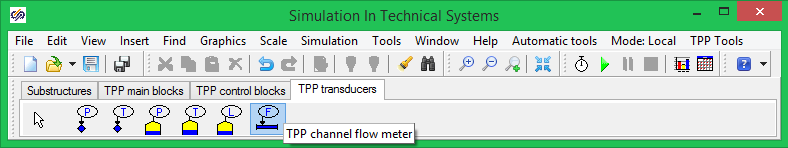 Simulation In Technical Systems
File Edit View Insert Find Graphics Scale Simulation Tools Window Help Automatic tools Mode: Local TPP Tools
Substructures TPP main blocks TPP control blocks TPP transducers
P T P T L F
TPP channel flow meter